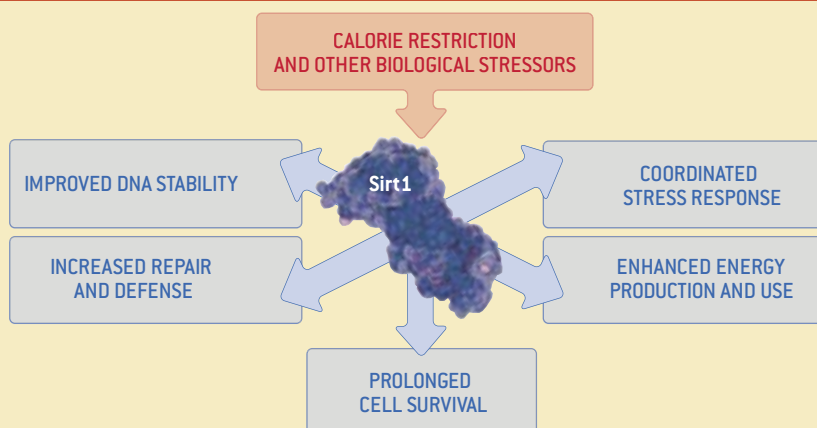 CALORIE RESTRICTION
AND OTHER BIOLOGICAL STRESSORS
Sirt1
IMPROVED DNA STABILITY
COORDINATED
STRESS RESPONSE
INCREASED REPAIR
AND DEFENSE
ENHANCED ENERGY
PRODUCTION AND USE
PROLONGED
CELL SURVIVAL